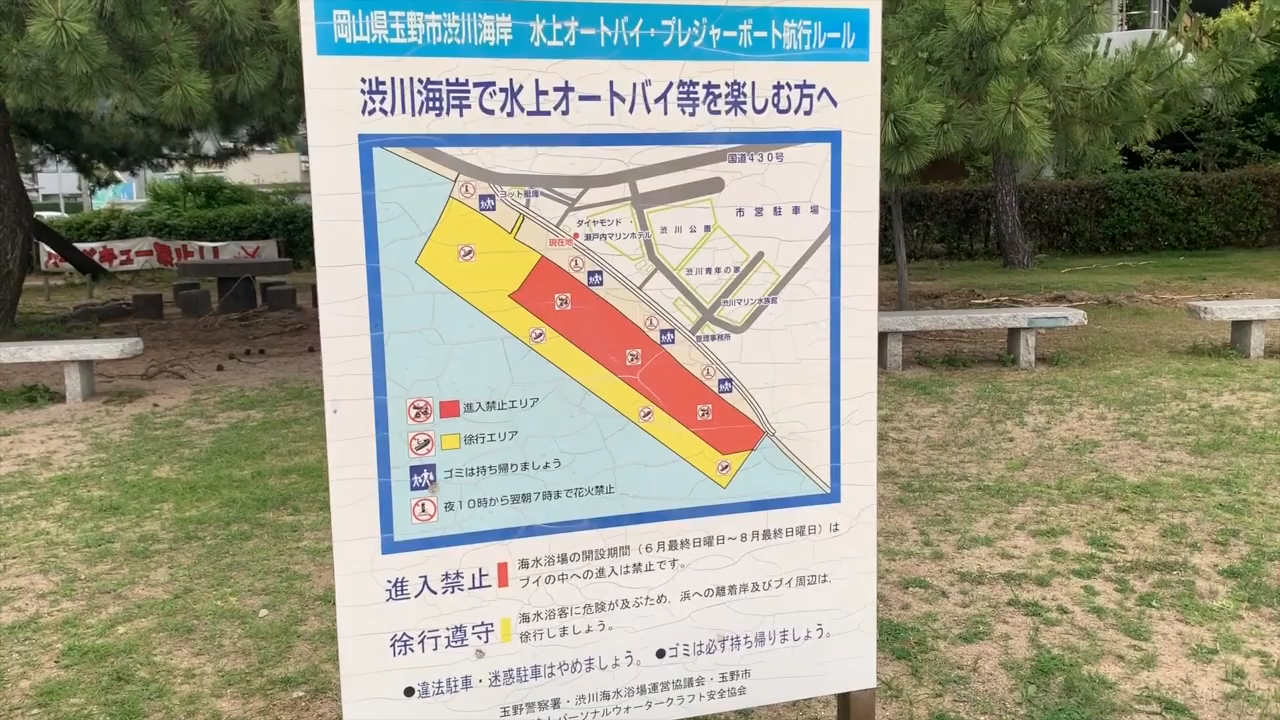 岡山県玉野市渋川海岸 水上オートバイ・プレジャーボート航行ルール
渋川海岸で水上オートバイ等を楽しむ方へ
国道430号
ヨット艇庫
市営駐車場
ダイヤモンド・
瀬戸内マリンホテル
渋川公園
現在地
渋川青年の家
渋川マリン水族館
管理事務所
進入禁止エリア
徐行エリア
ゴミは持ち帰りましょう
夜10時から翌朝7時まで花火禁止
進入禁止
海水浴場の開設期間（6月最終日曜日～8月最終日曜日）は
ブイの中への進入は禁止です。
徐行遵守
海水浴客に危険が及ぶため、浜への離着岸及びブイ周辺は、
徐行しましょう。
●違法駐車・迷惑駐車はやめましょう。 ●ゴミは必ず持ち帰りましょう。
玉野警察署・渋川海水浴場運営協議会・玉野市
パーソナルウォータークラフト安全協会
バーベキュー禁止!!